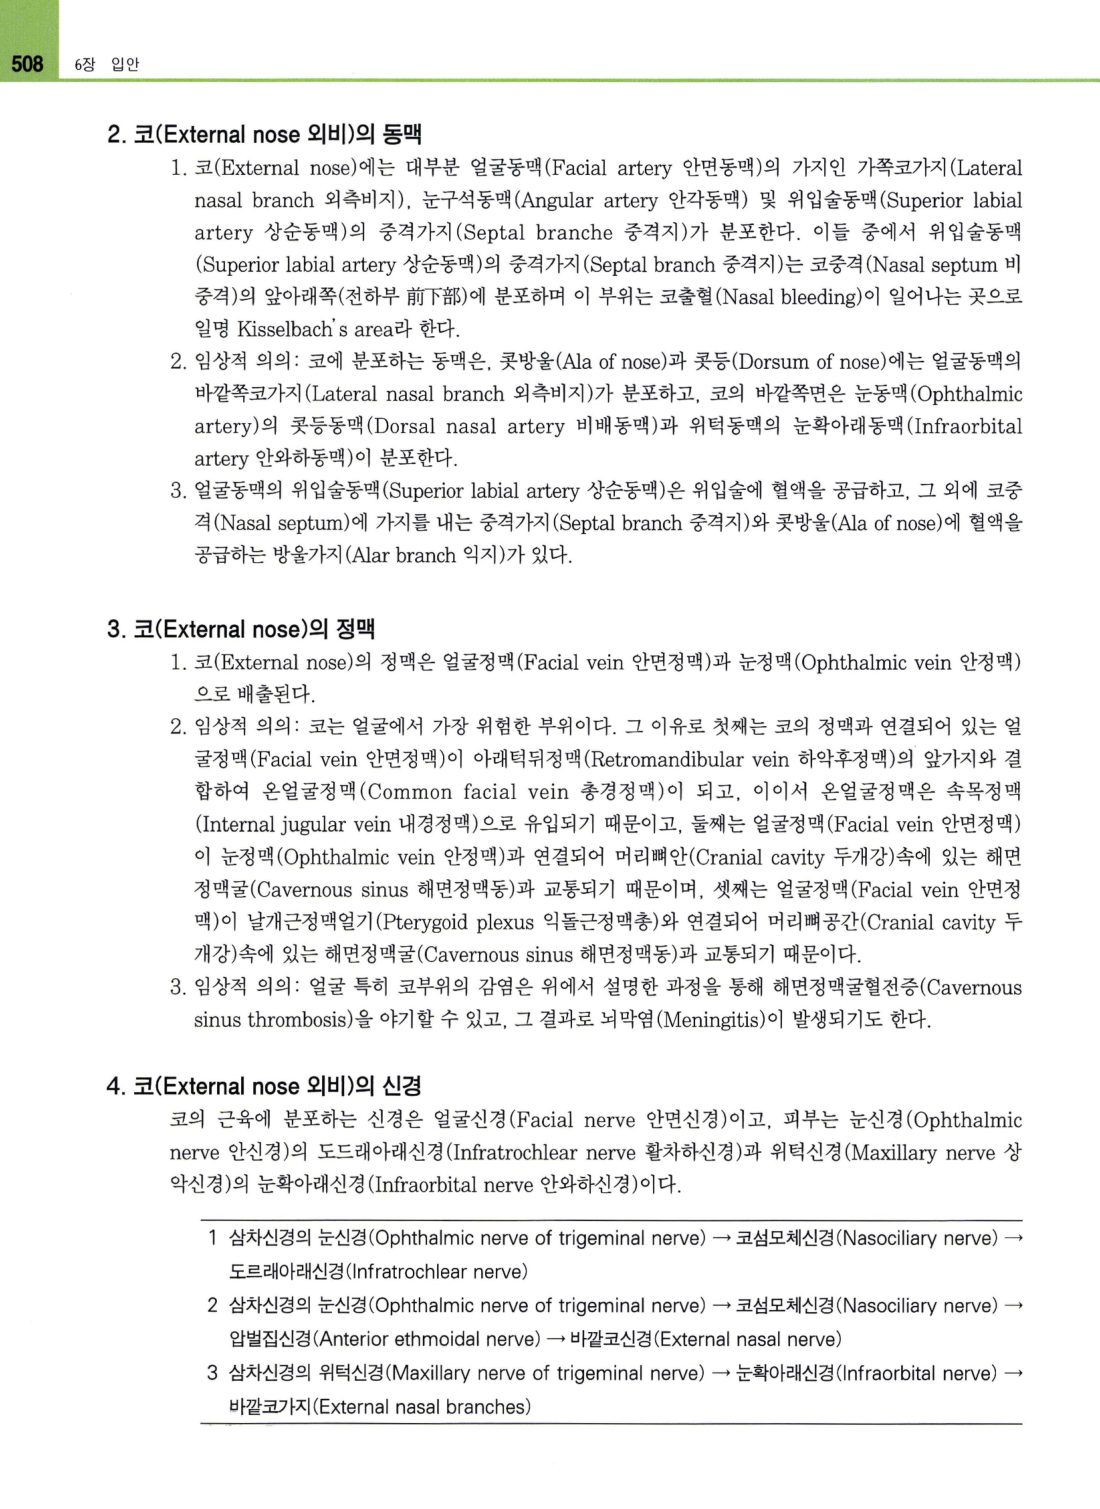 508 6장 입안
2. 코(External nose 외비)의 동맥
1. 코(External nose)에는 대부분 얼굴동맥(Facial artery 안면동맥)의 가지인 가쪽코가지(Lateral
nasal branch 외측비지), 눈구석동맥(Angular artery 안각동맥) 및 위입술동맥(Superior labial
artery 상순동맥)의 중격가지(Septal branche 중격지)가 분포한다. 이들 중에서 위입술동맥
(Superior labial artery 상순동맥)의 중격가지(Septal branch 중격지)는 코중격(Nasal septum 비
중격)의 앞아래쪽(전하부 前下部)에 분포하며 이 부위는 코출혈(Nasal bleeding)이 일어나는 곳으로
일명 Kisselbach's area라 한다.
2. 임상적 의의: 코에 분포하는 동맥은, 콧방울(Ala of nose)과 콧등(Dorsum of nose)에는 얼굴동맥의
바깥쪽코가지(Lateral nasal branch 외측비지)가 분포하고, 코의 바깥쪽면은 눈동맥(Ophthalmic
artery)의 콧등동맥(Dorsal nasal artery 비배동맥)과 위턱동맥의 눈확아래동맥(Infraorbital
artery 안와하동맥)이 분포한다.
3. 얼굴동맥의 위입술동맥(Superior labial artery 상순동맥)은 위입술에 혈액을 공급하고, 그 외에 코중
격(Nasal septum)에 가지를 내는 중격가지(Septal branch 중격지)와 콧방울(Ala of nose)에 혈액을
공급하는 방울가지(Alar branch 익지)가 있다.
3. 코(External nose)의 정맥
1. 코(External nose)의 정맥은 얼굴정맥(Facial vein 안면정맥)과 눈정맥(Ophthalmic vein 안정맥)
으로 배출된다.
2. 임상적 의의: 코는 얼굴에서 가장 위험한 부위이다. 그 이유로 첫째는 코의 정맥과 연결되어 있는 얼
굴정맥(Facial vein 안면정맥)이 아래턱뒤정맥(Retromandibular vein 하악후정맥)의 앞가지와 결
합하여 온얼굴정맥(Common facial vein 총경정맥)이 되고, 이이서 온얼굴정맥은 속목정맥
(Internal jugular vein 내경정맥)으로 유입되기 때문이고, 둘째는 얼굴정맥(Facial vein 안면정맥)
이 눈정맥(Ophthalmic vein 안정맥)과 연결되어 머리뼈안(Cranial cavity 두개강)속에 있는 해면
정맥굴(Cavernous sinus 해면정맥동)과 교통되기 때문이며, 셋째는 얼굴정맥(Facial vein 안면정
맥)이 날개근정맥얼기(Pterygoid plexus 익돌근정맥총)와 연결되어 머리뼈공간(Cranial cavity 두
개강)속에 있는 해면정맥굴(Cavernous sinus 해면정맥동)과 교통되기 때문이다.
3. 임상적 의의: 얼굴 특히 코부위의 감염은 위에서 설명한 과정을 통해 해면정맥굴혈전증(Cavernous
sinus thrombosis)을 야기할 수 있고, 그 결과로 뇌막염(Meningitis)이 발생되기도 한다.
4. 코(External nose 외비)의 신경
코의 근육에 분포하는 신경은 얼굴신경(Facial nerve 안면신경)이고, 피부는 눈신경(Ophthalmic
nerve 안신경)의 도드래아래신경(Infratrochlear nerve 활차하신경)과 위턱신경(Maxillary nerve 상
악신경)의 눈확아래신경(Infraorbital nerve 안와하신경)이다.
1 삼차신경의 눈신경(Ophthalmic nerve of trigeminal nerve) → 코섬모체신경(Nasociliary nerve) →
도르래아래신경(Infratrochlear nerve)
2 삼차신경의 눈신경(Ophthalmic nerve of trigeminal nerve) → 코섬모체신경(Nasociliary nerve) →
압벌집신경(Anterior ethmoidal nerve) → 바깥코신경(External nasal nerve)
3 삼차신경의 위턱신경(Maxillary nerve of trigeminal nerve) → 눈확아래신경(Infraorbital nerve) →
바깥코가지(External nasal branches)